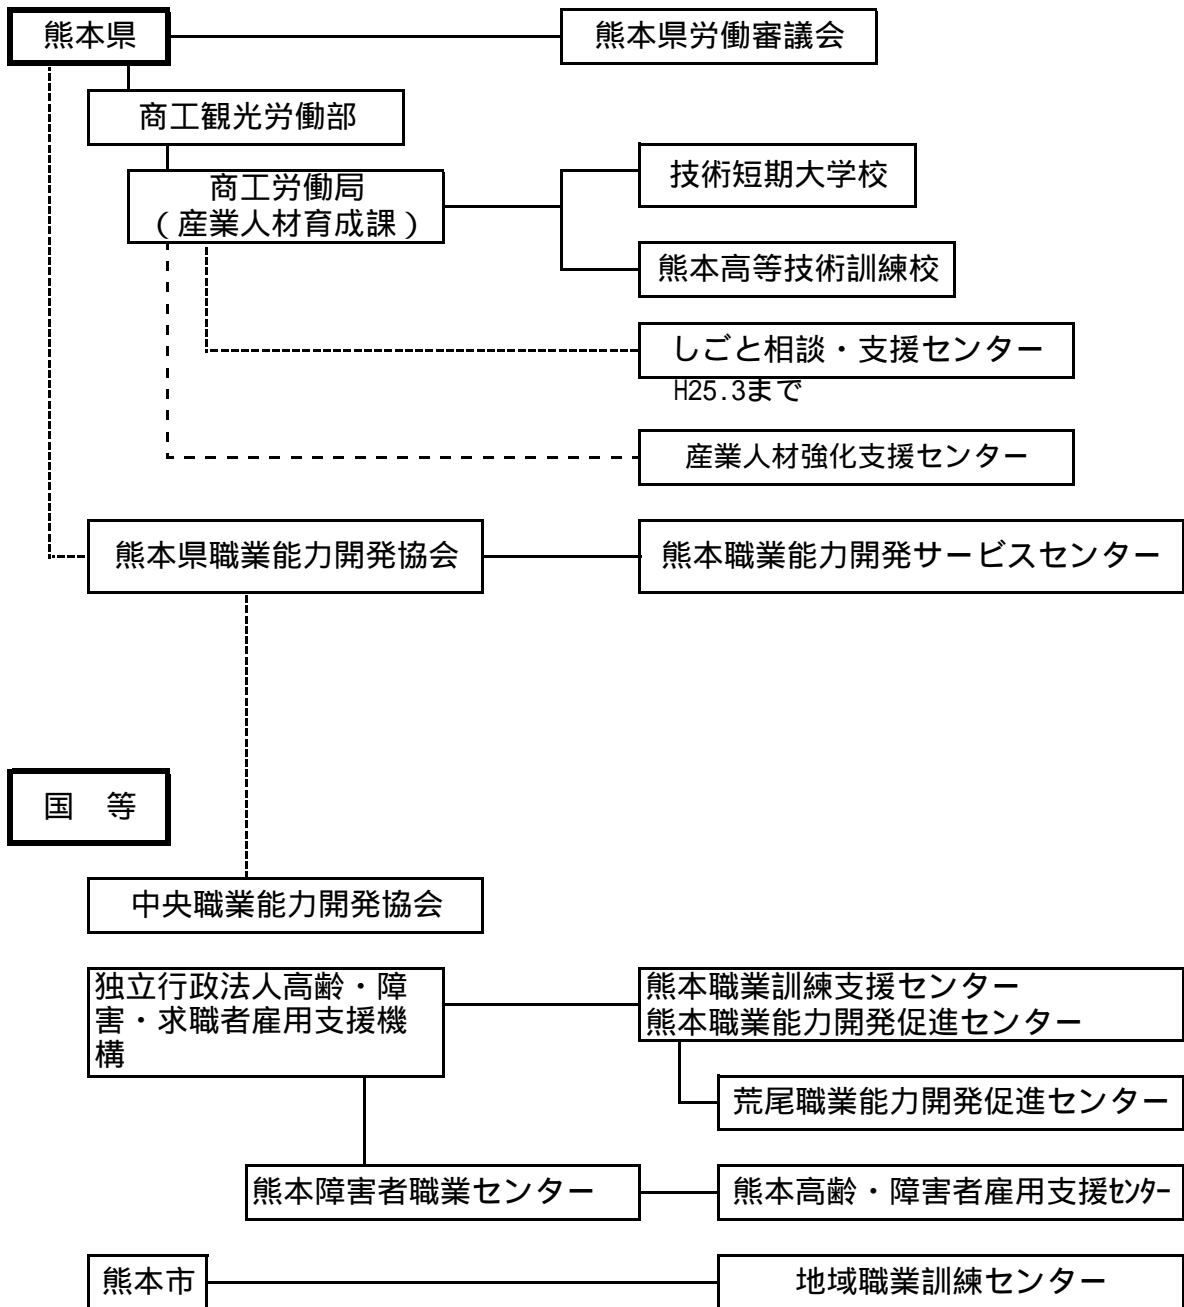 熊本県
熊本県労働審議会
商工観光労働部
商工労働局
（産業人材育成課）
技術短期大学校
熊本高等技術訓練校
しごと相談・支援センター
H25.3まで
産業人材強化支援センター
熊本県職業能力開発協会
熊本職業能力開発サービスセンター
国　等
中央職業能力開発協会
独立行政法人高齢・障
害・求職者雇用支援機
構
熊本職業訓練支援センター
熊本職業能力開発促進センター
荒尾職業能力開発促進センター
熊本障害者職業センター
熊本高齢・障害者雇用支援ｾﾝﾀｰ
熊本市
地域職業訓練センター